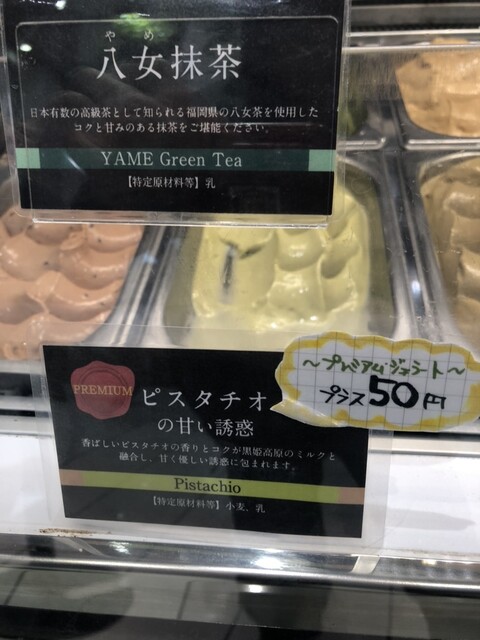 やめ
八女抹茶
日本有数の高級茶として知られる福岡県の八女茶を使用した
コクと甘みのある抹茶をご堪能ください。
YAME Green Tea
【特定原材料等】乳
PREMIUM
ピスタチオ
の甘い誘惑
香ばしいピスタチオの香りとコクが黒姫高原のミルクと
融合し、甘く優しい誘惑に包まれます。
Pistachio
【特定原材料等】小麦、乳
～プレミアムジェラート～
プラス50円